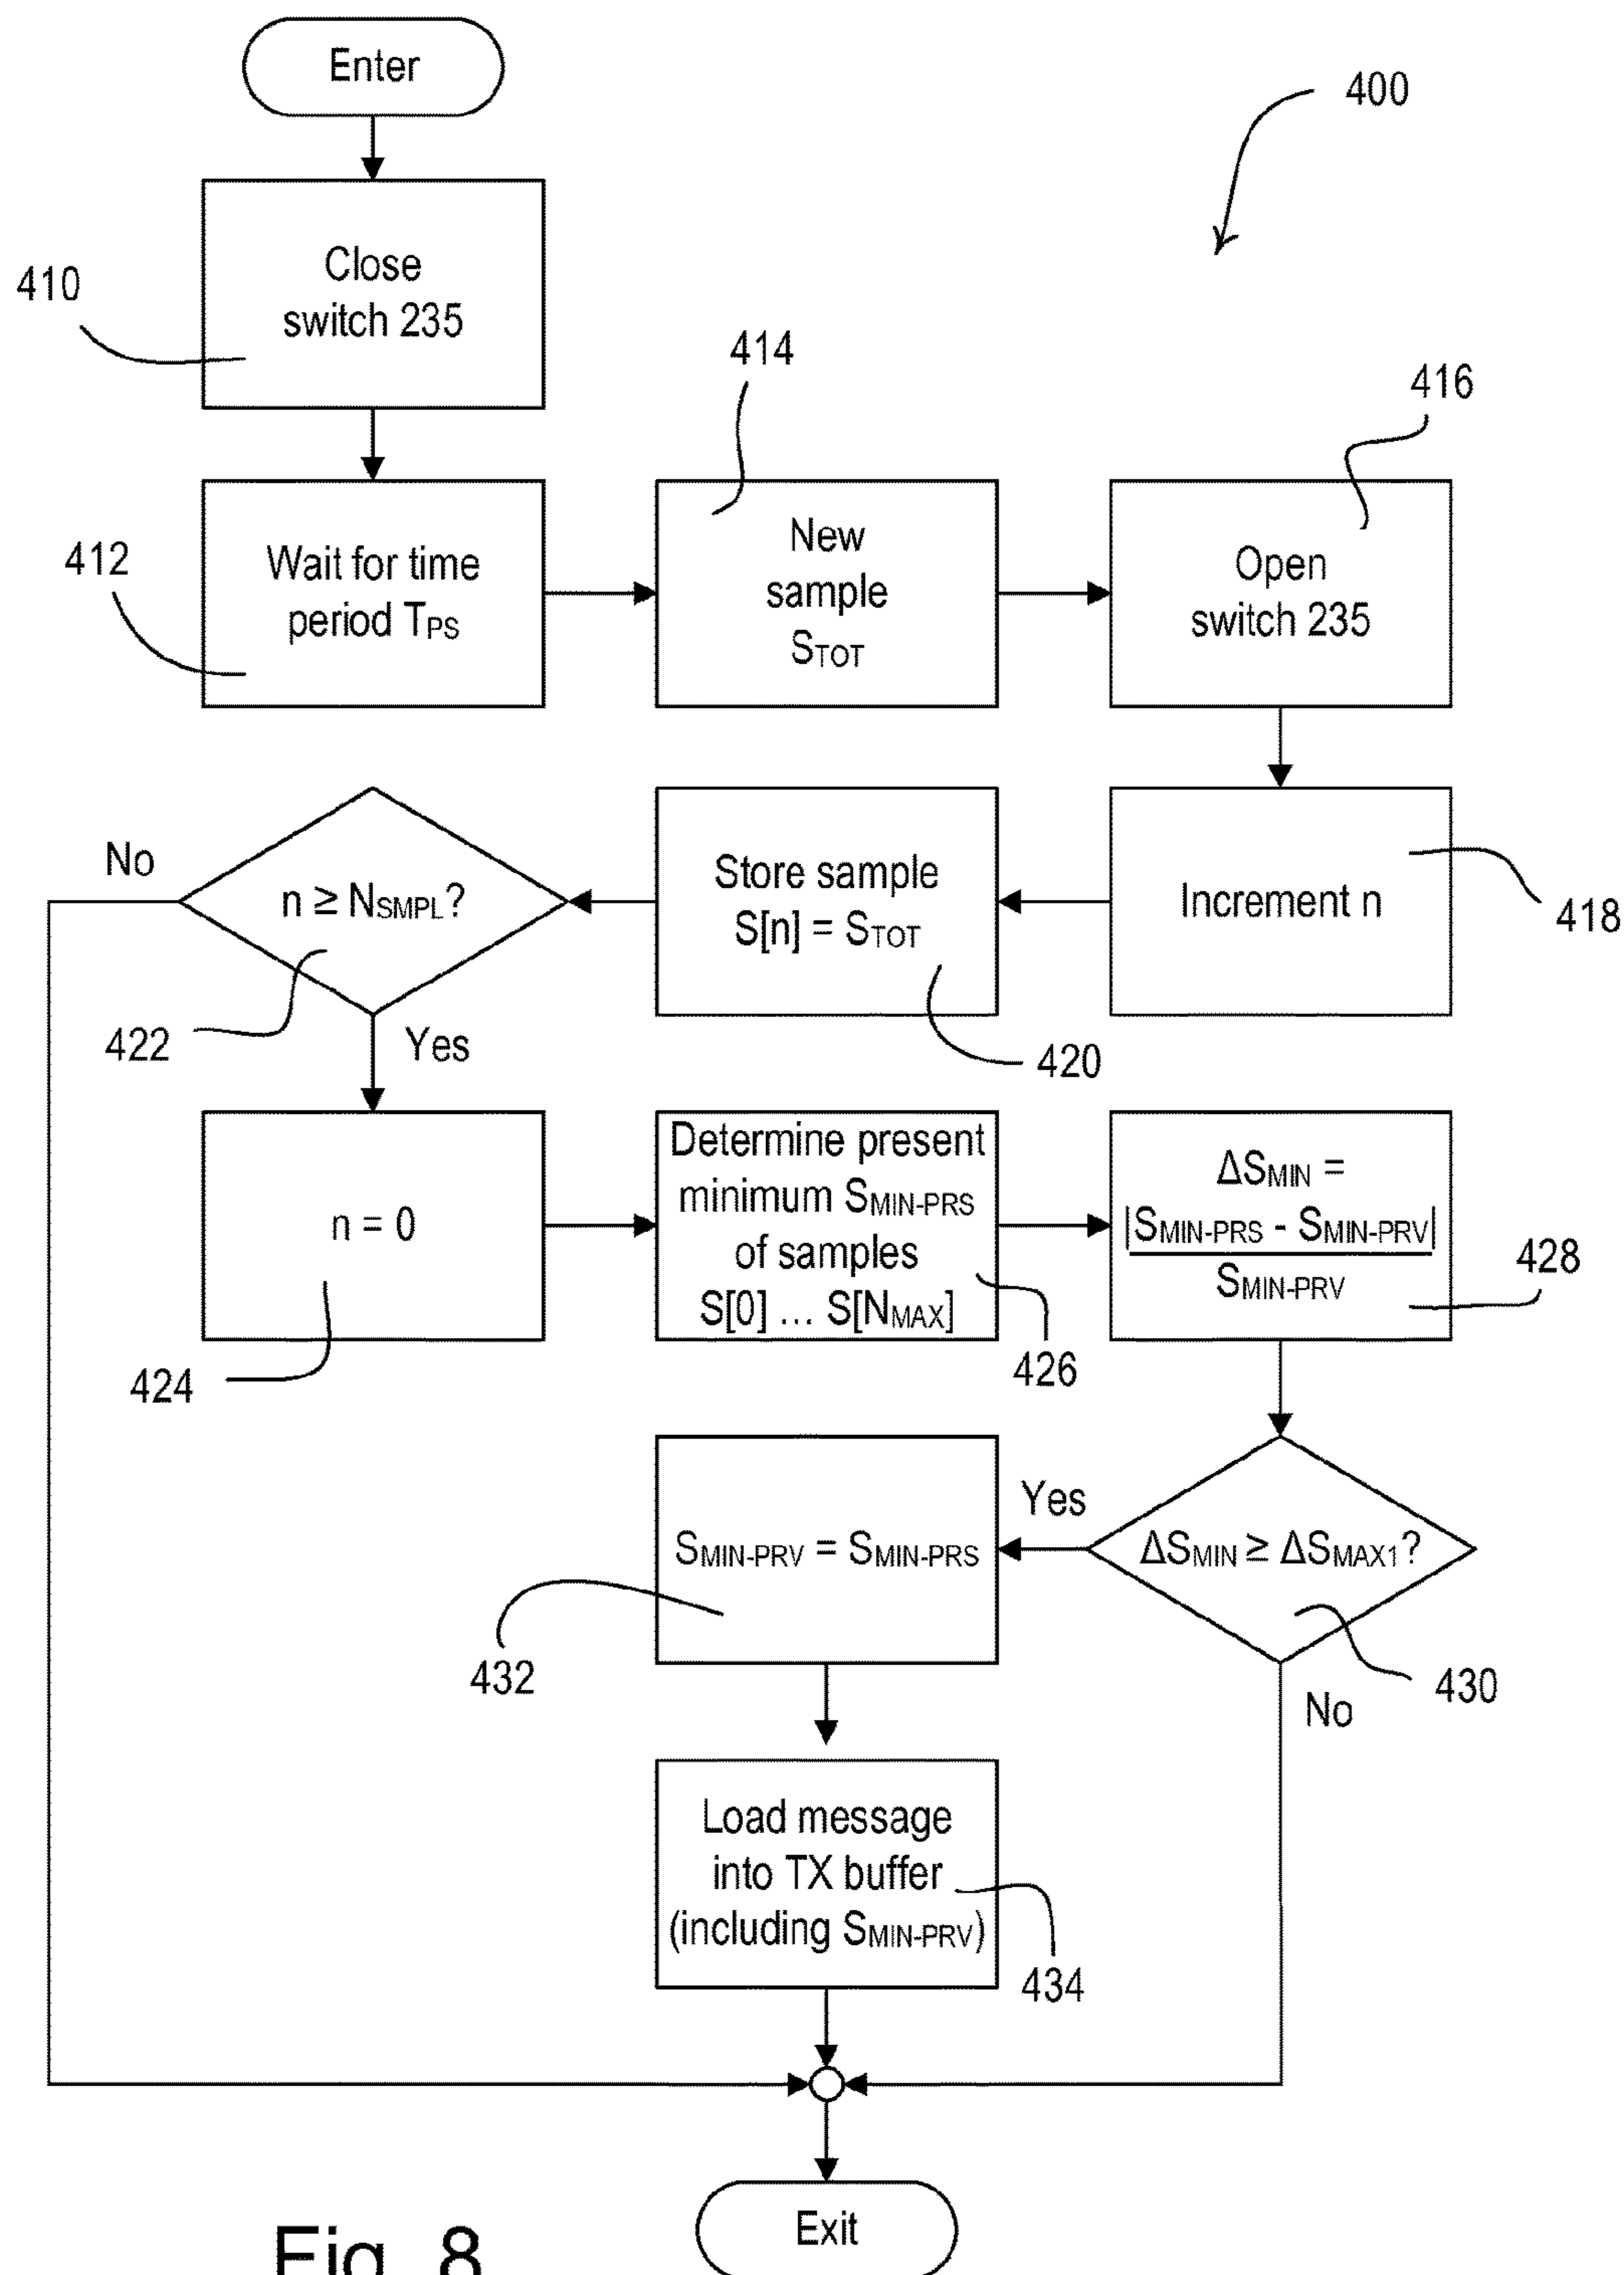 Enter
400
Close
switch 235
410
414
416
412
Wait for time
period TPS
New
sample
STOT
Open
switch 235
No
n ≥ NSMPL?
Store sample
S[n] = STOT
Increment n
418
422
Yes
420
n = 0
Determine present
minimum SMIN-PRS
of samples
S[0] ... S[NMAX]
ΔSMIN =
|SMIN-PRS - SMIN-PRV|
SMIN-PRV
428
424
426
SMIN-PRV = SMIN-PRS
Yes
ΔSMIN ≥ ΔSMAX1?
432
430
No
Load message
into TX buffer
(including SMIN-PRV)
434
Exit
Fig. 8